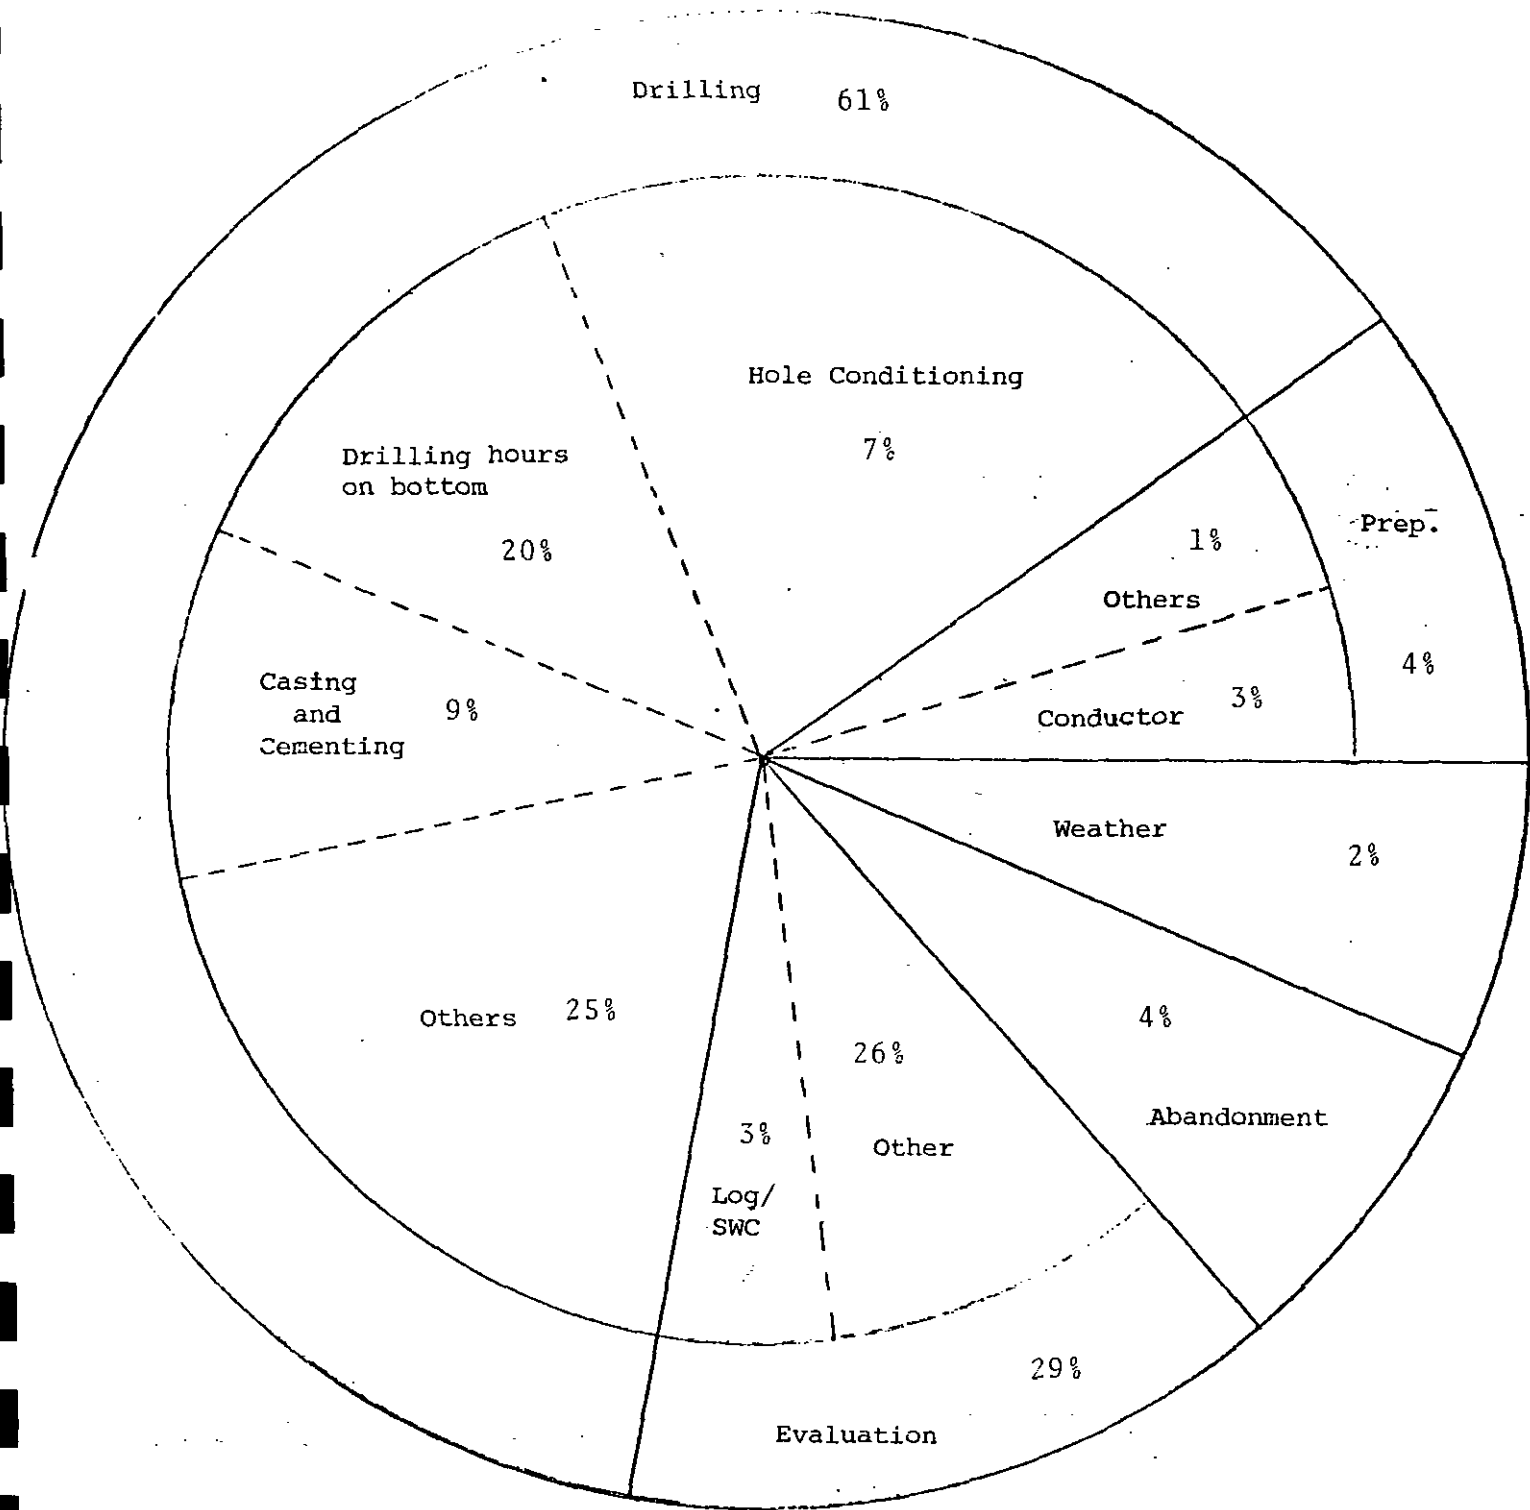 Drilling 61%
Hole Conditioning
7%
Drilling hours
on bottom
20%
Prep.
4%
1%
Others
Conductor 3%
Casing
and
Cementing
9%
Weather
2%
Others 25%
4%
Abandonment
26%
Other
3%
Log/
SWC
29%
Evaluation